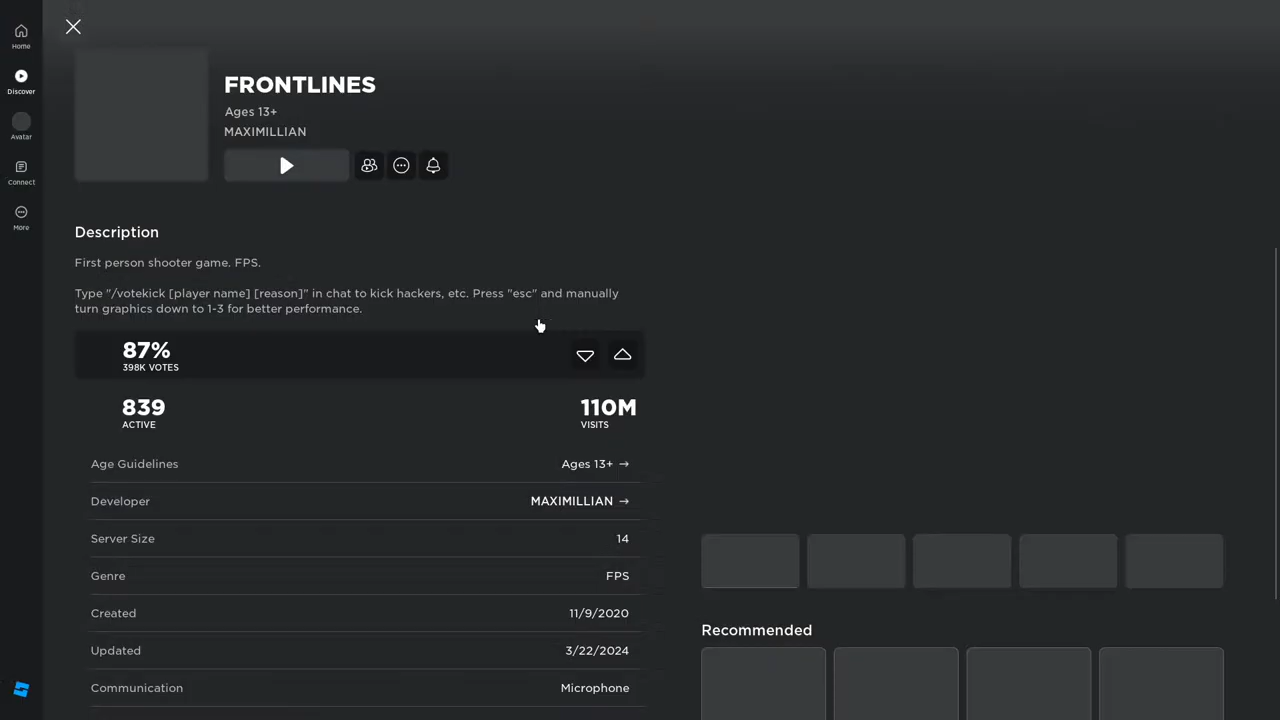 Home
Discover
Avatar
Connect
More
FRONTLINES
Ages 13+
MAXIMILLIAN
Description
First person shooter game. FPS.
Type "/votekick [player name] [reason]" in chat to kick hackers, etc. Press "esc" and manually
turn graphics down to 1-3 for better performance.
87%
398K VOTES
839
ACTIVE
110M
VISITS
Age Guidelines
Ages 13+ →
Developer
MAXIMILLIAN →
Server Size
14
Genre
FPS
Created
11/9/2020
Updated
3/22/2024
Communication
Microphone
Recommended